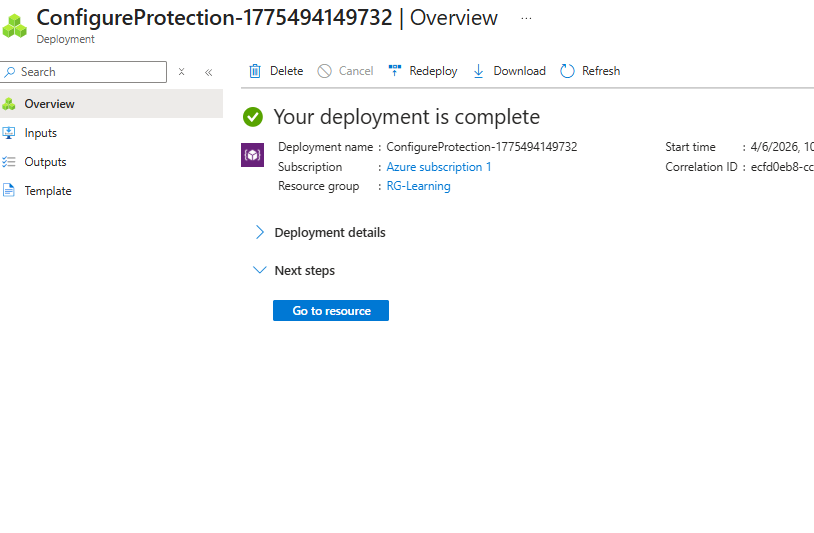 ConfigureProtection-1775494149732 | Overview ...
Deployment
Search
Delete Cancel Redeploy Download Refresh
Overview
Inputs
Outputs
Template
Your deployment is complete
Deployment name : ConfigureProtection-1775494149732 Start time : 4/6/2026, 10
Subscription : Azure subscription 1 Correlation ID : ecfd0eb8-cc
Resource group : RG-Learning
Deployment details
Next steps
Go to resource